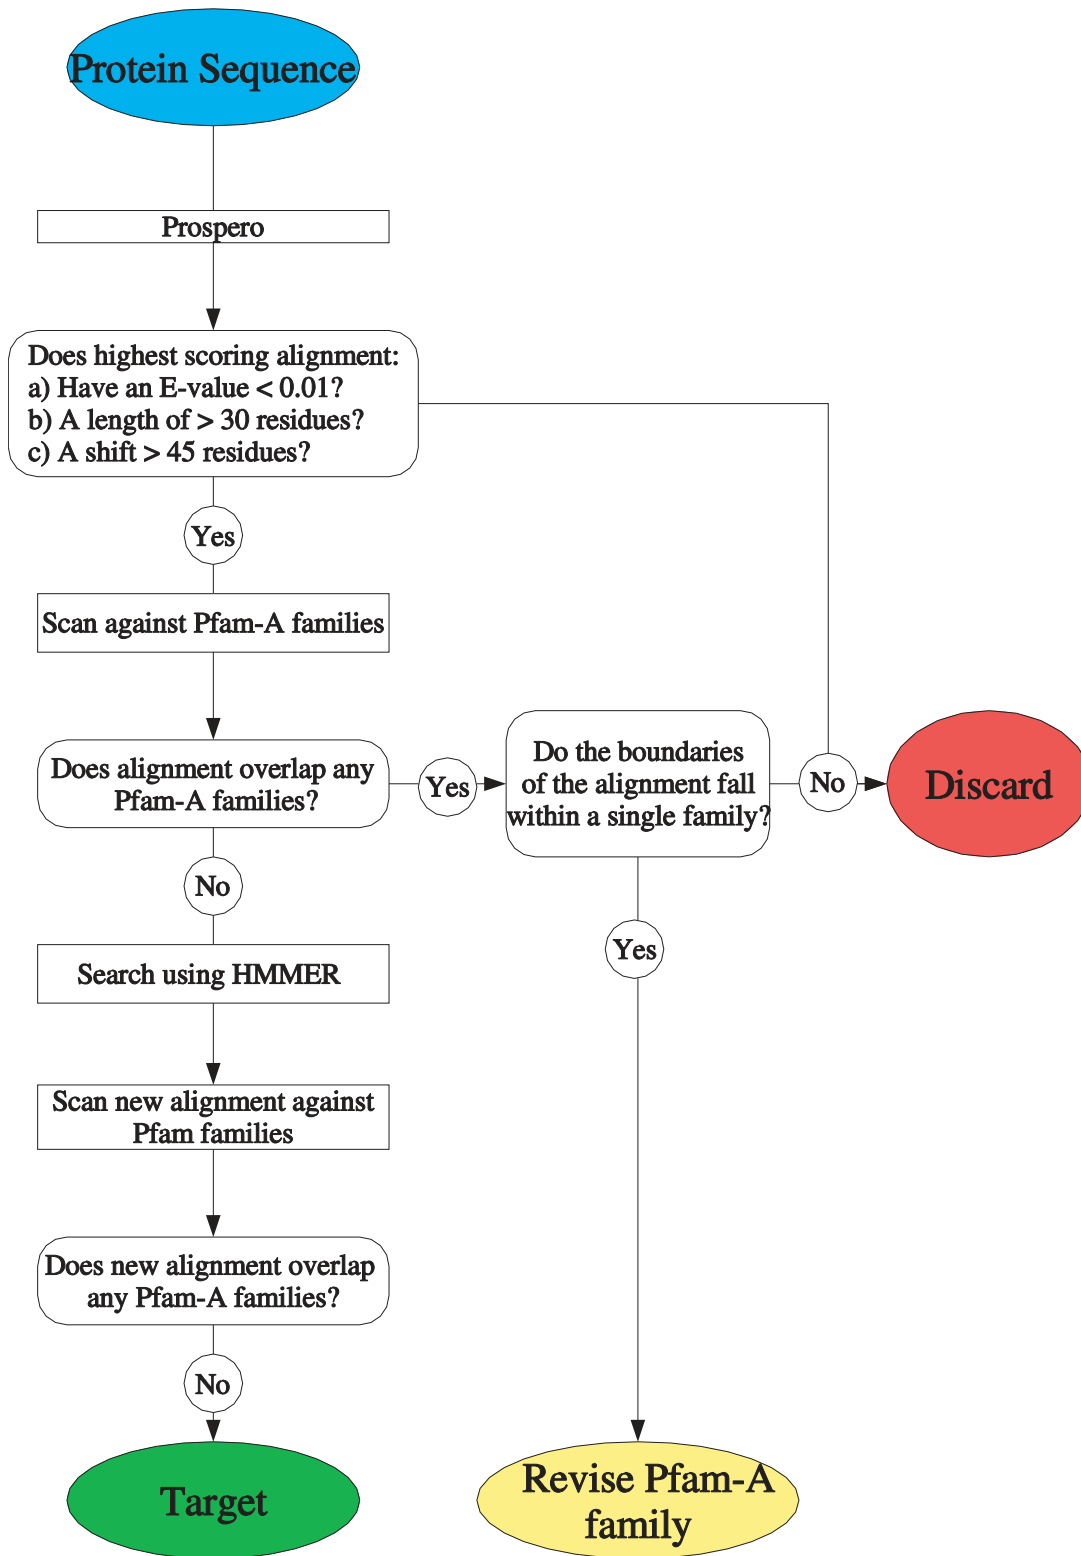 Protein Sequence
Prospero
Does highest scoring alignment:
a) Have an E-value < 0.01?
b) A length of > 30 residues?
c) A shift > 45 residues?
Yes
Scan against Pfam-A families
Does alignment overlap any
Pfam-A families?
Yes
Do the boundaries
of the alignment fall
within a single family?
No
Discard
No
Yes
Search using HMMER
Scan new alignment against
Pfam families
Does new alignment overlap
any Pfam-A families?
No
Target
Revise Pfam-A
family